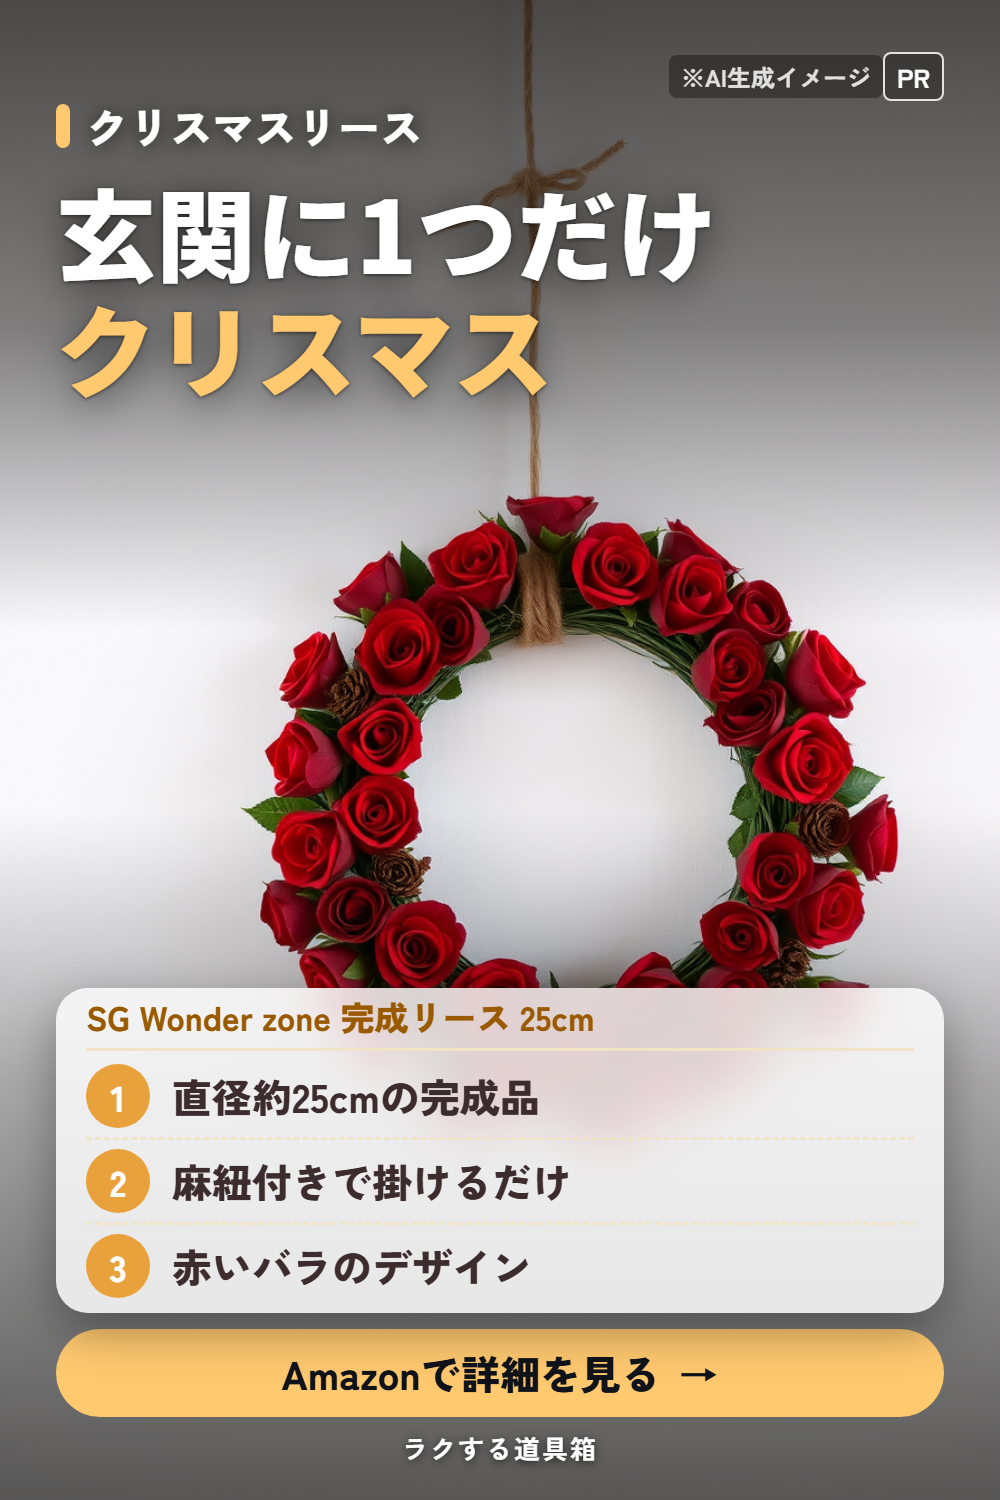 ※AI生成イメージ
PR
クリスマスリース
玄関に1つだけ
クリスマス
SG Wonder zone 完成リース 25cm
1 直径約25cmの完成品
2 麻紐付きで掛けるだけ
3 赤いバラのデザイン
Amazonで詳細を見る →
ラクする道具箱